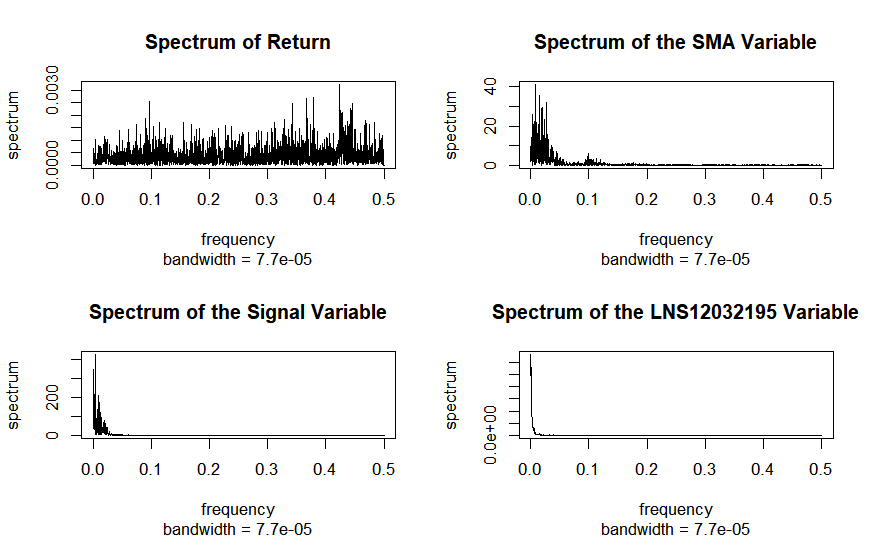 Spectrum of Return
spectrum
0.0030
0.0000
0.0 0.1 0.2 0.3 0.4 0.5
frequency
bandwidth = 7.7e-05
Spectrum of the SMA Variable
spectrum
40
20
0
0.0 0.1 0.2 0.3 0.4 0.5
frequency
bandwidth = 7.7e-05
Spectrum of the Signal Variable
spectrum
200
0
0.0 0.1 0.2 0.3 0.4 0.5
frequency
bandwidth = 7.7e-05
Spectrum of the LNS12032195 Variable
spectrum
0.0e+00
0.0 0.1 0.2 0.3 0.4 0.5
frequency
bandwidth = 7.7e-05